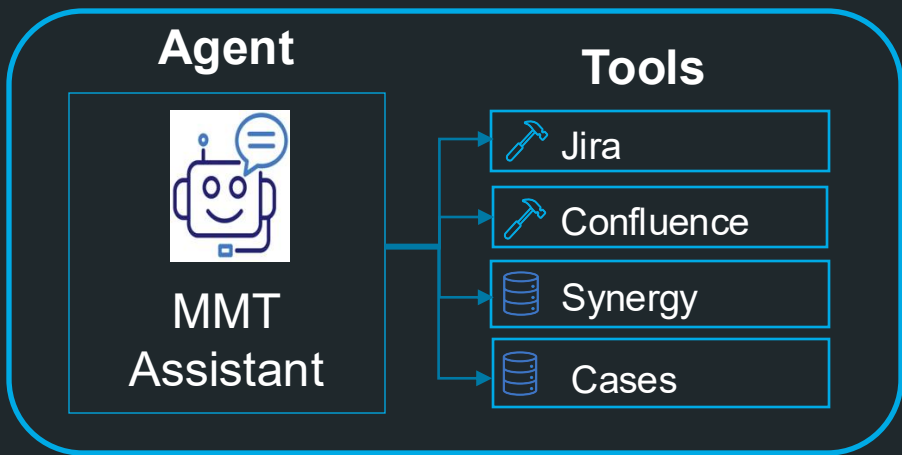 Agent
Tools
MMT
Assistant
Jira
Confluence
Synergy
Cases